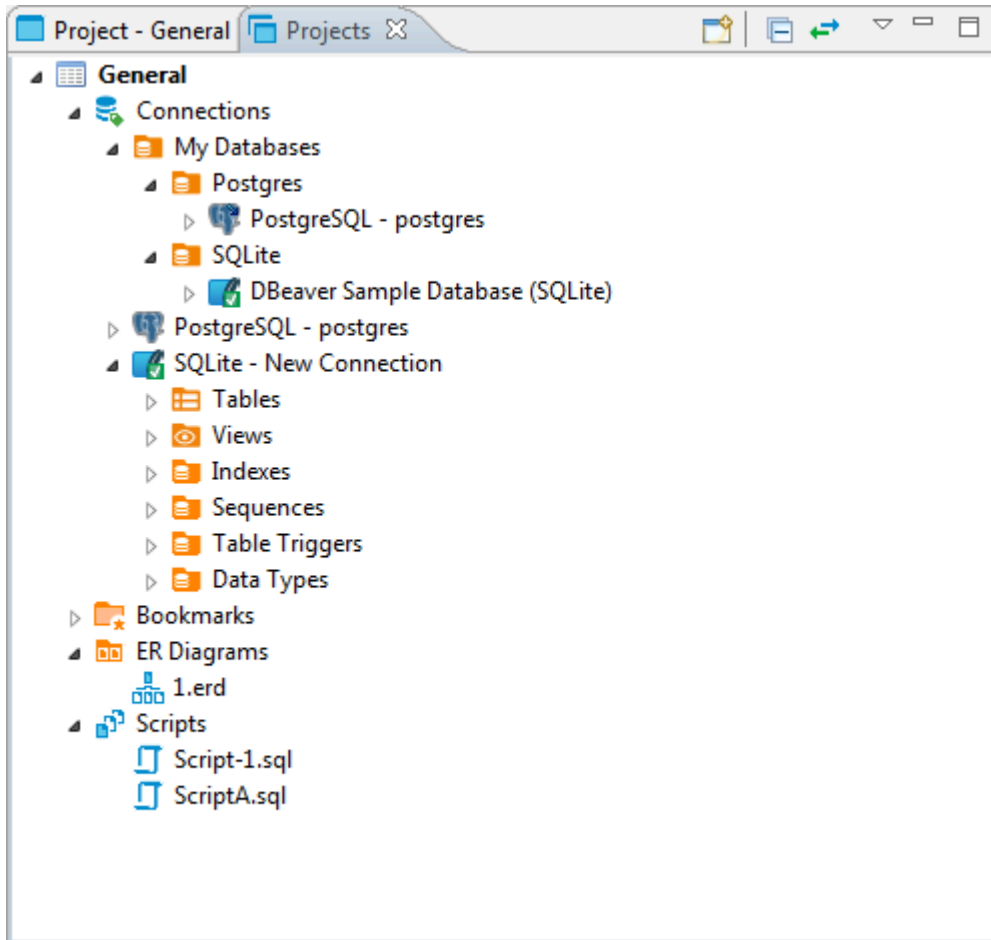 Project - General Projects
General
Connections
My Databases
Postgres
PostgreSQL - postgres
SQLite
DBeaver Sample Database (SQLite)
PostgreSQL - postgres
SQLite - New Connection
Tables
Views
Indexes
Sequences
Table Triggers
Data Types
Bookmarks
ER Diagrams
1.erd
Scripts
Script-1.sql
ScriptA.sql